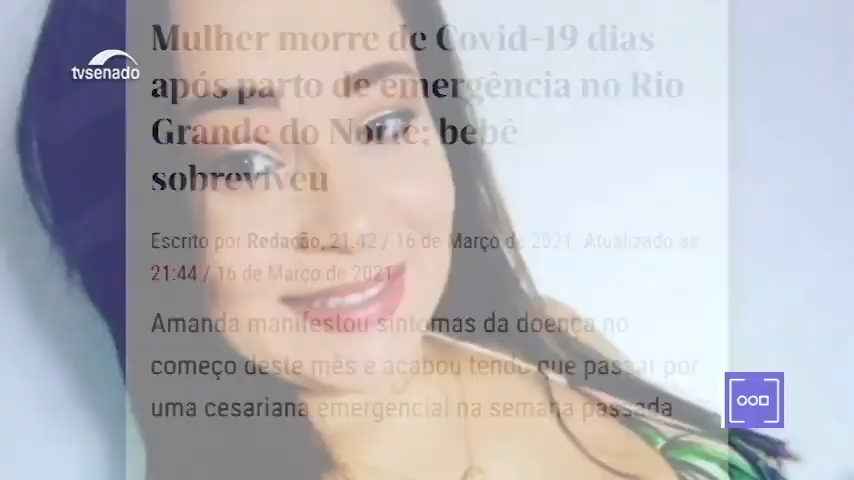 tvsenado
Mulher morre de Covid-19 dias
após parto de emergência no Rio
Grande do Norte; bebê
sobreviveu
Escrito por Redação, 21:42 / 16 de Março de 2021. Atualizado às
21:44 / 16 de Março de 2021
Amanda manifestou sintomas da doença no
começo deste mês e acabou tendo que passar por
uma cesariana emergencial na semana passada